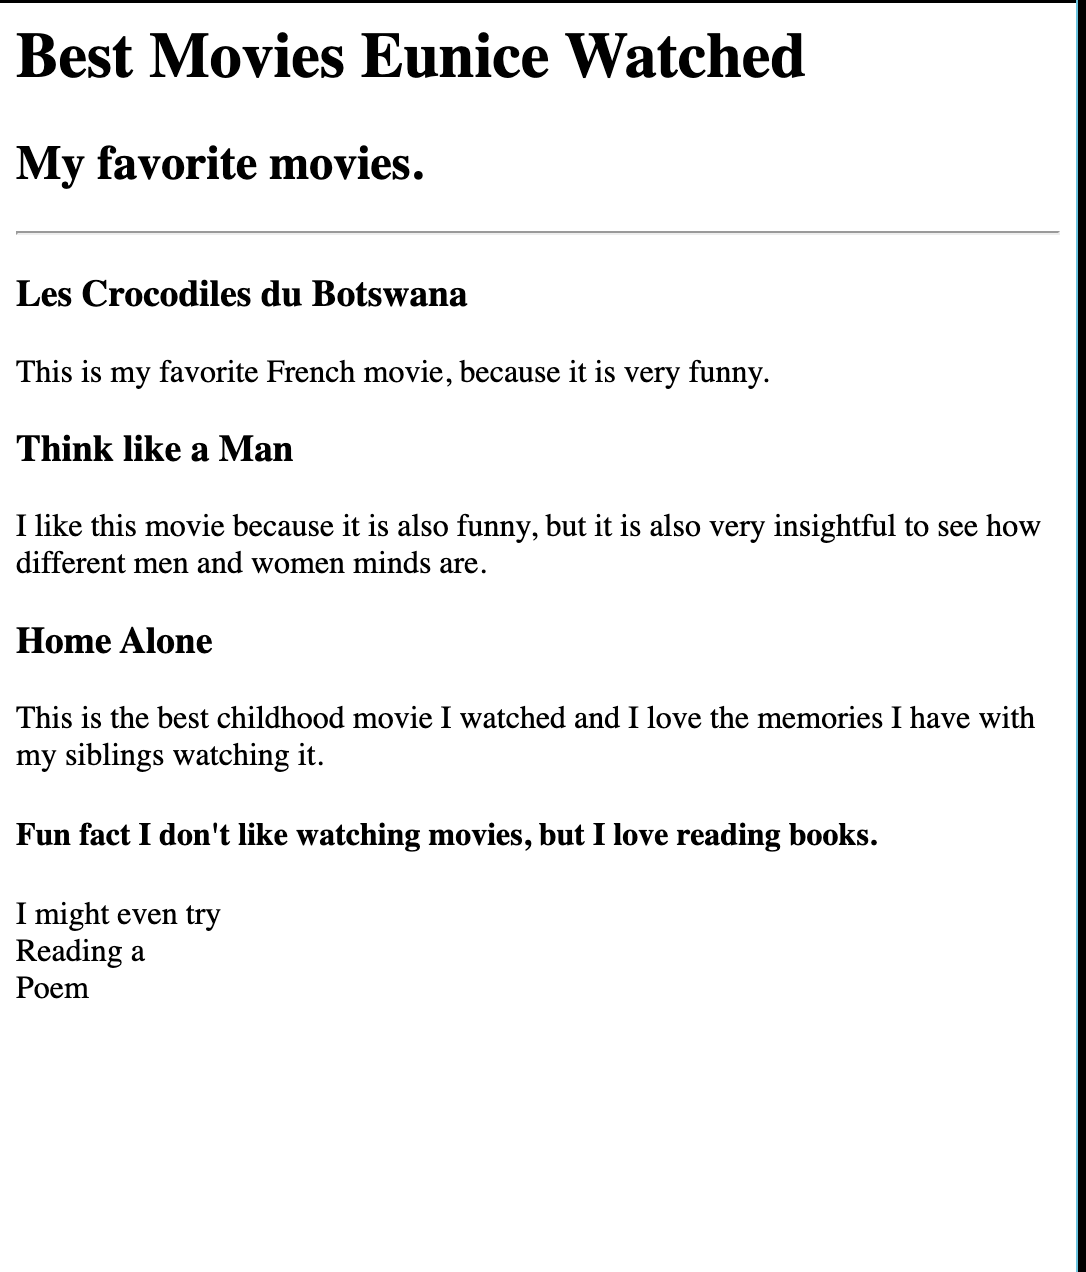 Best Movies Eunice Watched
My favorite movies.
Les Crocodiles du Botswana
This is my favorite French movie, because it is very funny.
Think like a Man
I like this movie because it is also funny, but it is also very insightful to see how
different men and women minds are.
Home Alone
This is the best childhood movie I watched and I love the memories I have with
my siblings watching it.
Fun fact I don't like watching movies, but I love reading books.
I might even try
Reading a
Poem